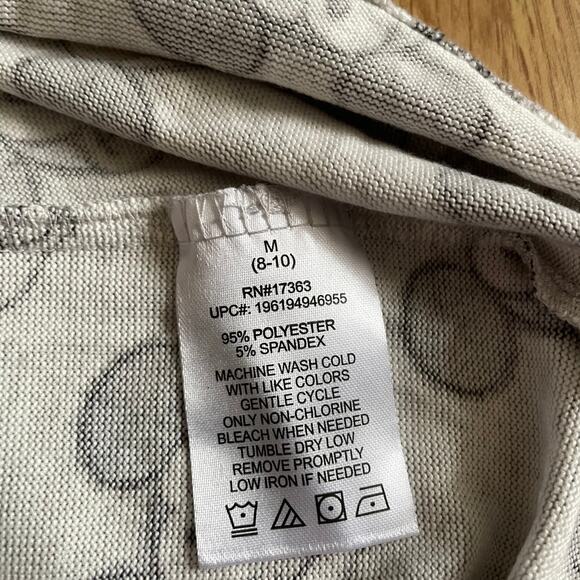 M
(8-10)
RN#17363
UPC#: 196194946955
95% POLYESTER
5% SPANDEX
MACHINE WASH COLD
WITH LIKE COLORS
GENTLE CYCLE
ONLY NON-CHLORINE
BLEACH WHEN NEEDED
TUMBLE DRY LOW
REMOVE PROMPTLY
LOW IRON IF NEEDED